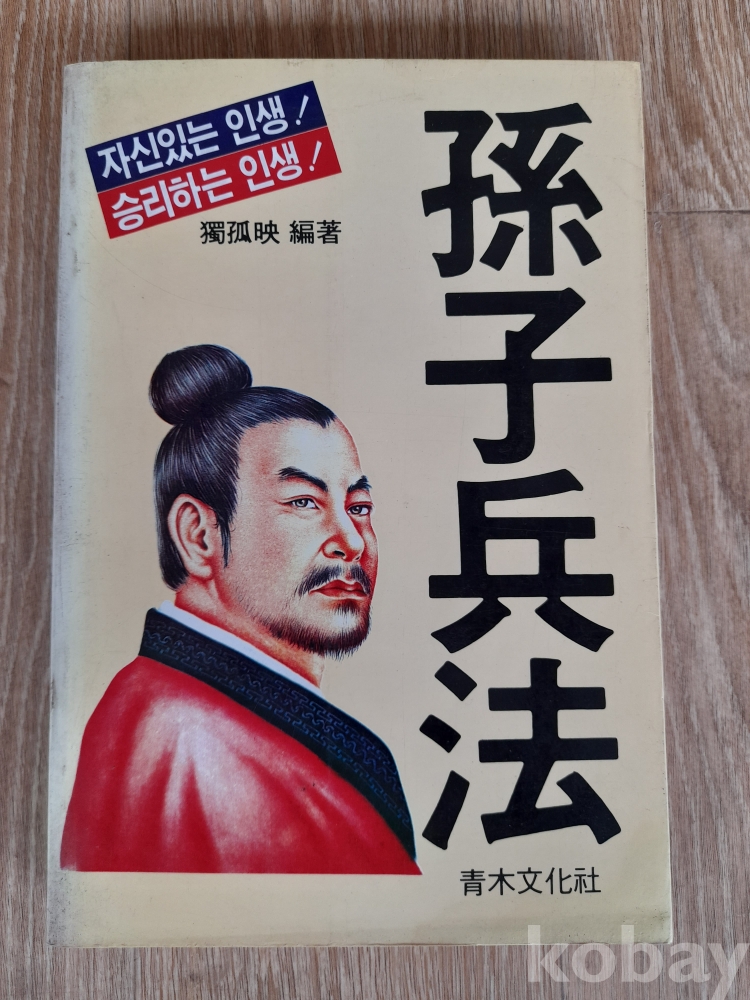 자신있는 인생!
승리하는 인생!
獨孤映 編著
孫子兵法
青木文化社
kobay